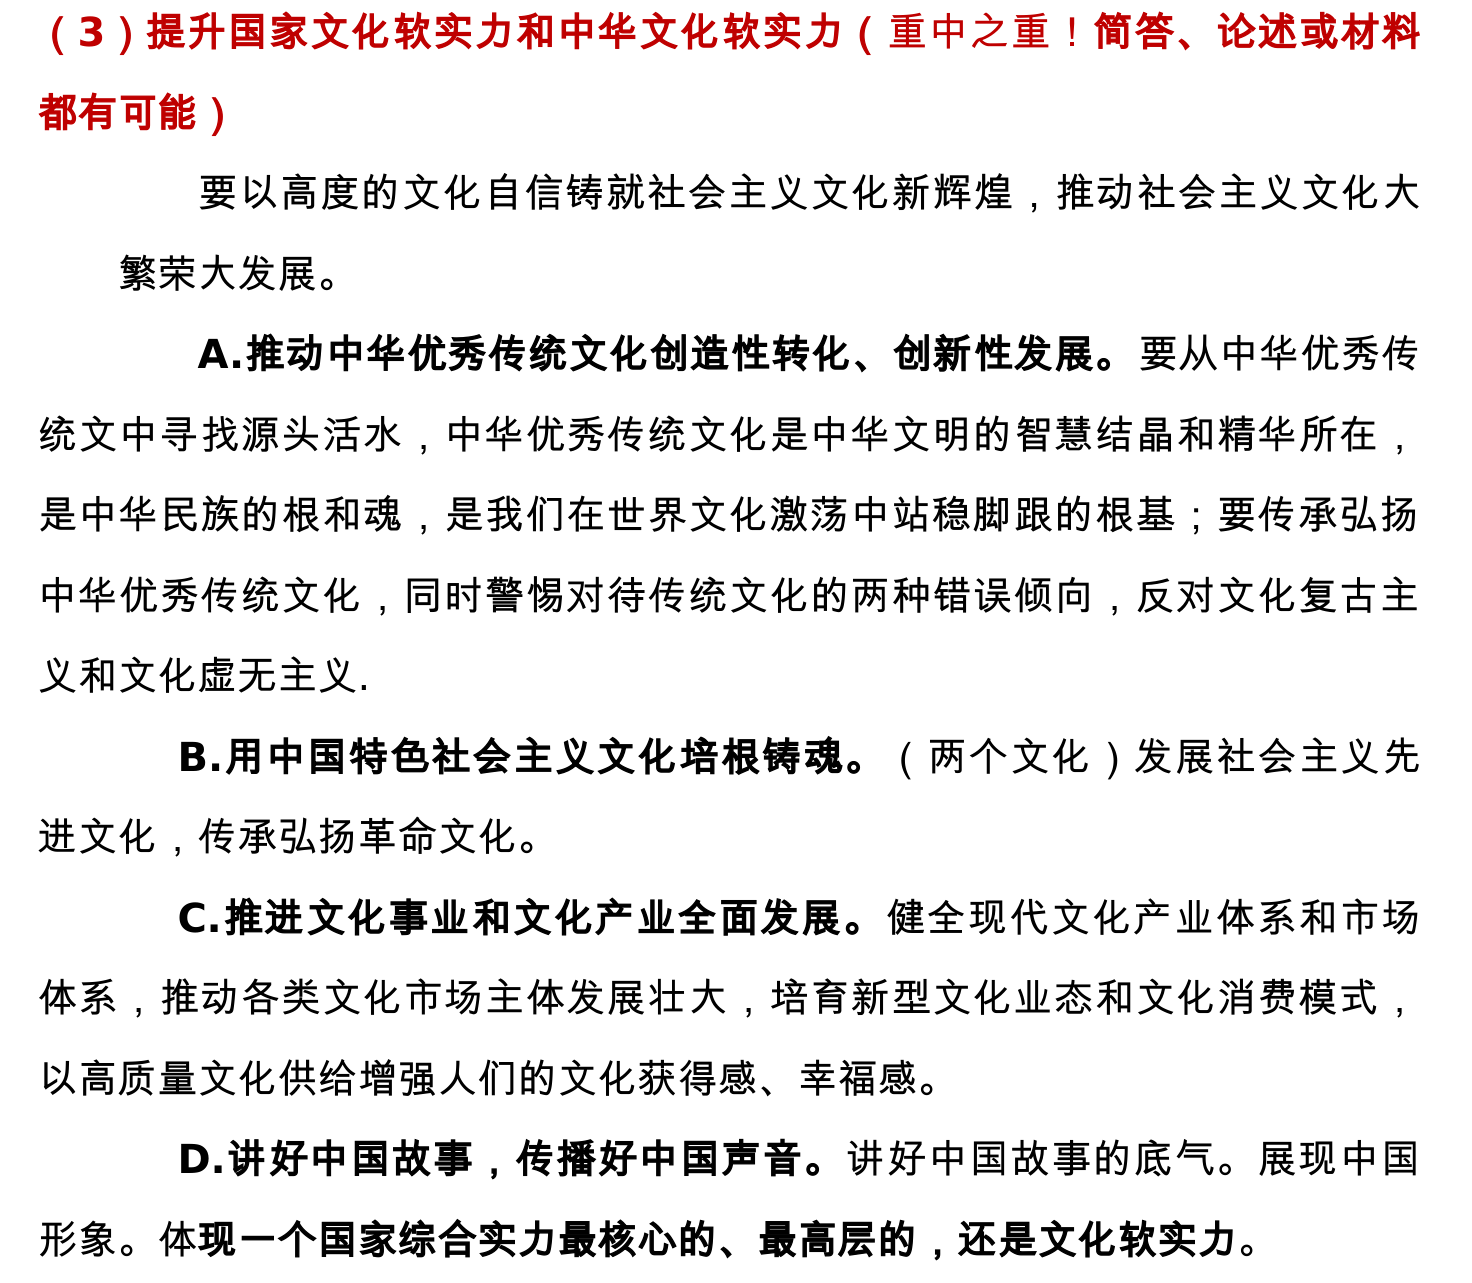 （3）提升国家文化软实力和中华文化软实力（重中之重！简答、论述或材料
都有可能）
要以高度的文化自信铸就社会主义文化新辉煌，推动社会主义文化大
繁荣大发展。
A.推动中华优秀传统文化创造性转化、创新性发展。要从中华优秀传
统文中寻找源头活水，中华优秀传统文化是中华文明的智慧结晶和精华所在，
是中华民族的根和魂，是我们在世界文化激荡中站稳脚跟的根基；要传承弘扬
中华优秀传统文化，同时警惕对待传统文化的两种错误倾向，反对文化复古主
义和文化虚无主义.
B.用中国特色社会主义文化培根铸魂。（两个文化）发展社会主义先
进文化，传承弘扬革命文化。
C.推进文化事业和文化产业全面发展。健全现代文化产业体系和市场
体系，推动各类文化市场主体发展壮大，培育新型文化业态和文化消费模式，
以高质量文化供给增强人们的文化获得感、幸福感。
D.讲好中国故事，传播好中国声音。讲好中国故事的底气。展现中国
形象。体现一个国家综合实力最核心的、最高层的，还是文化软实力。